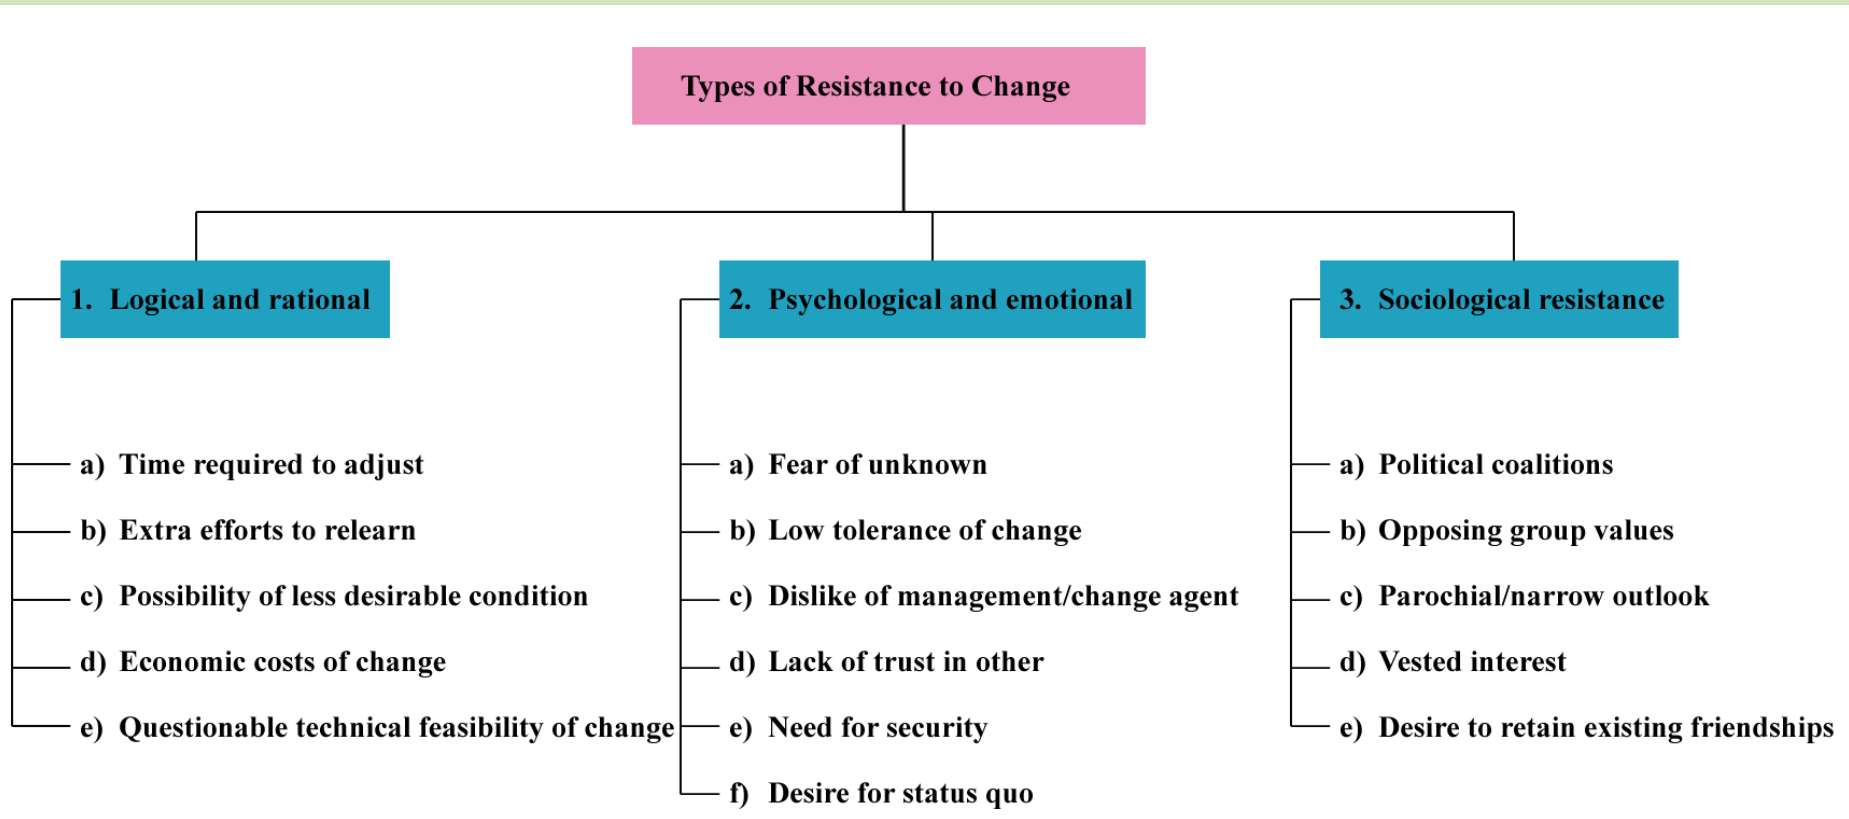 Types of Resistance to Change
1. Logical and rational
a) Time required to adjust
b) Extra efforts to relearn
c) Possibility of less desirable condition
d) Economic costs of change
e) Questionable technical feasibility of change
2. Psychological and emotional
a) Fear of unknown
b) Low tolerance of change
c) Dislike of management/change agent
d) Lack of trust in other
e) Need for security
f) Desire for status quo
3. Sociological resistance
a) Political coalitions
b) Opposing group values
c) Parochial/narrow outlook
d) Vested interest
e) Desire to retain existing friendships